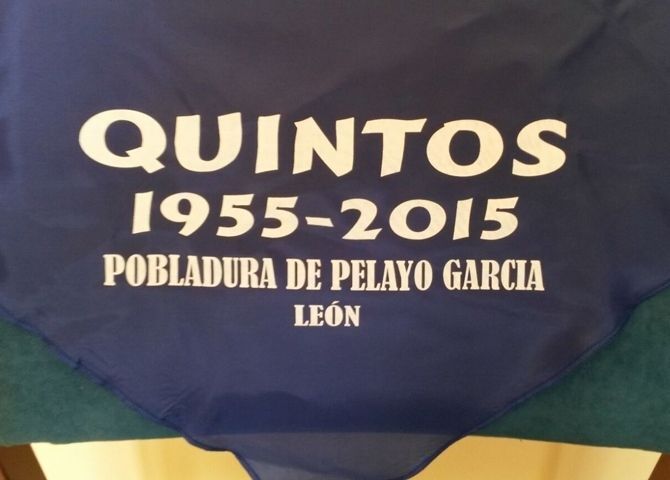 QUINTOS
1955-2015
POBLADURA DE PELAYO GARCIA
LEÓN